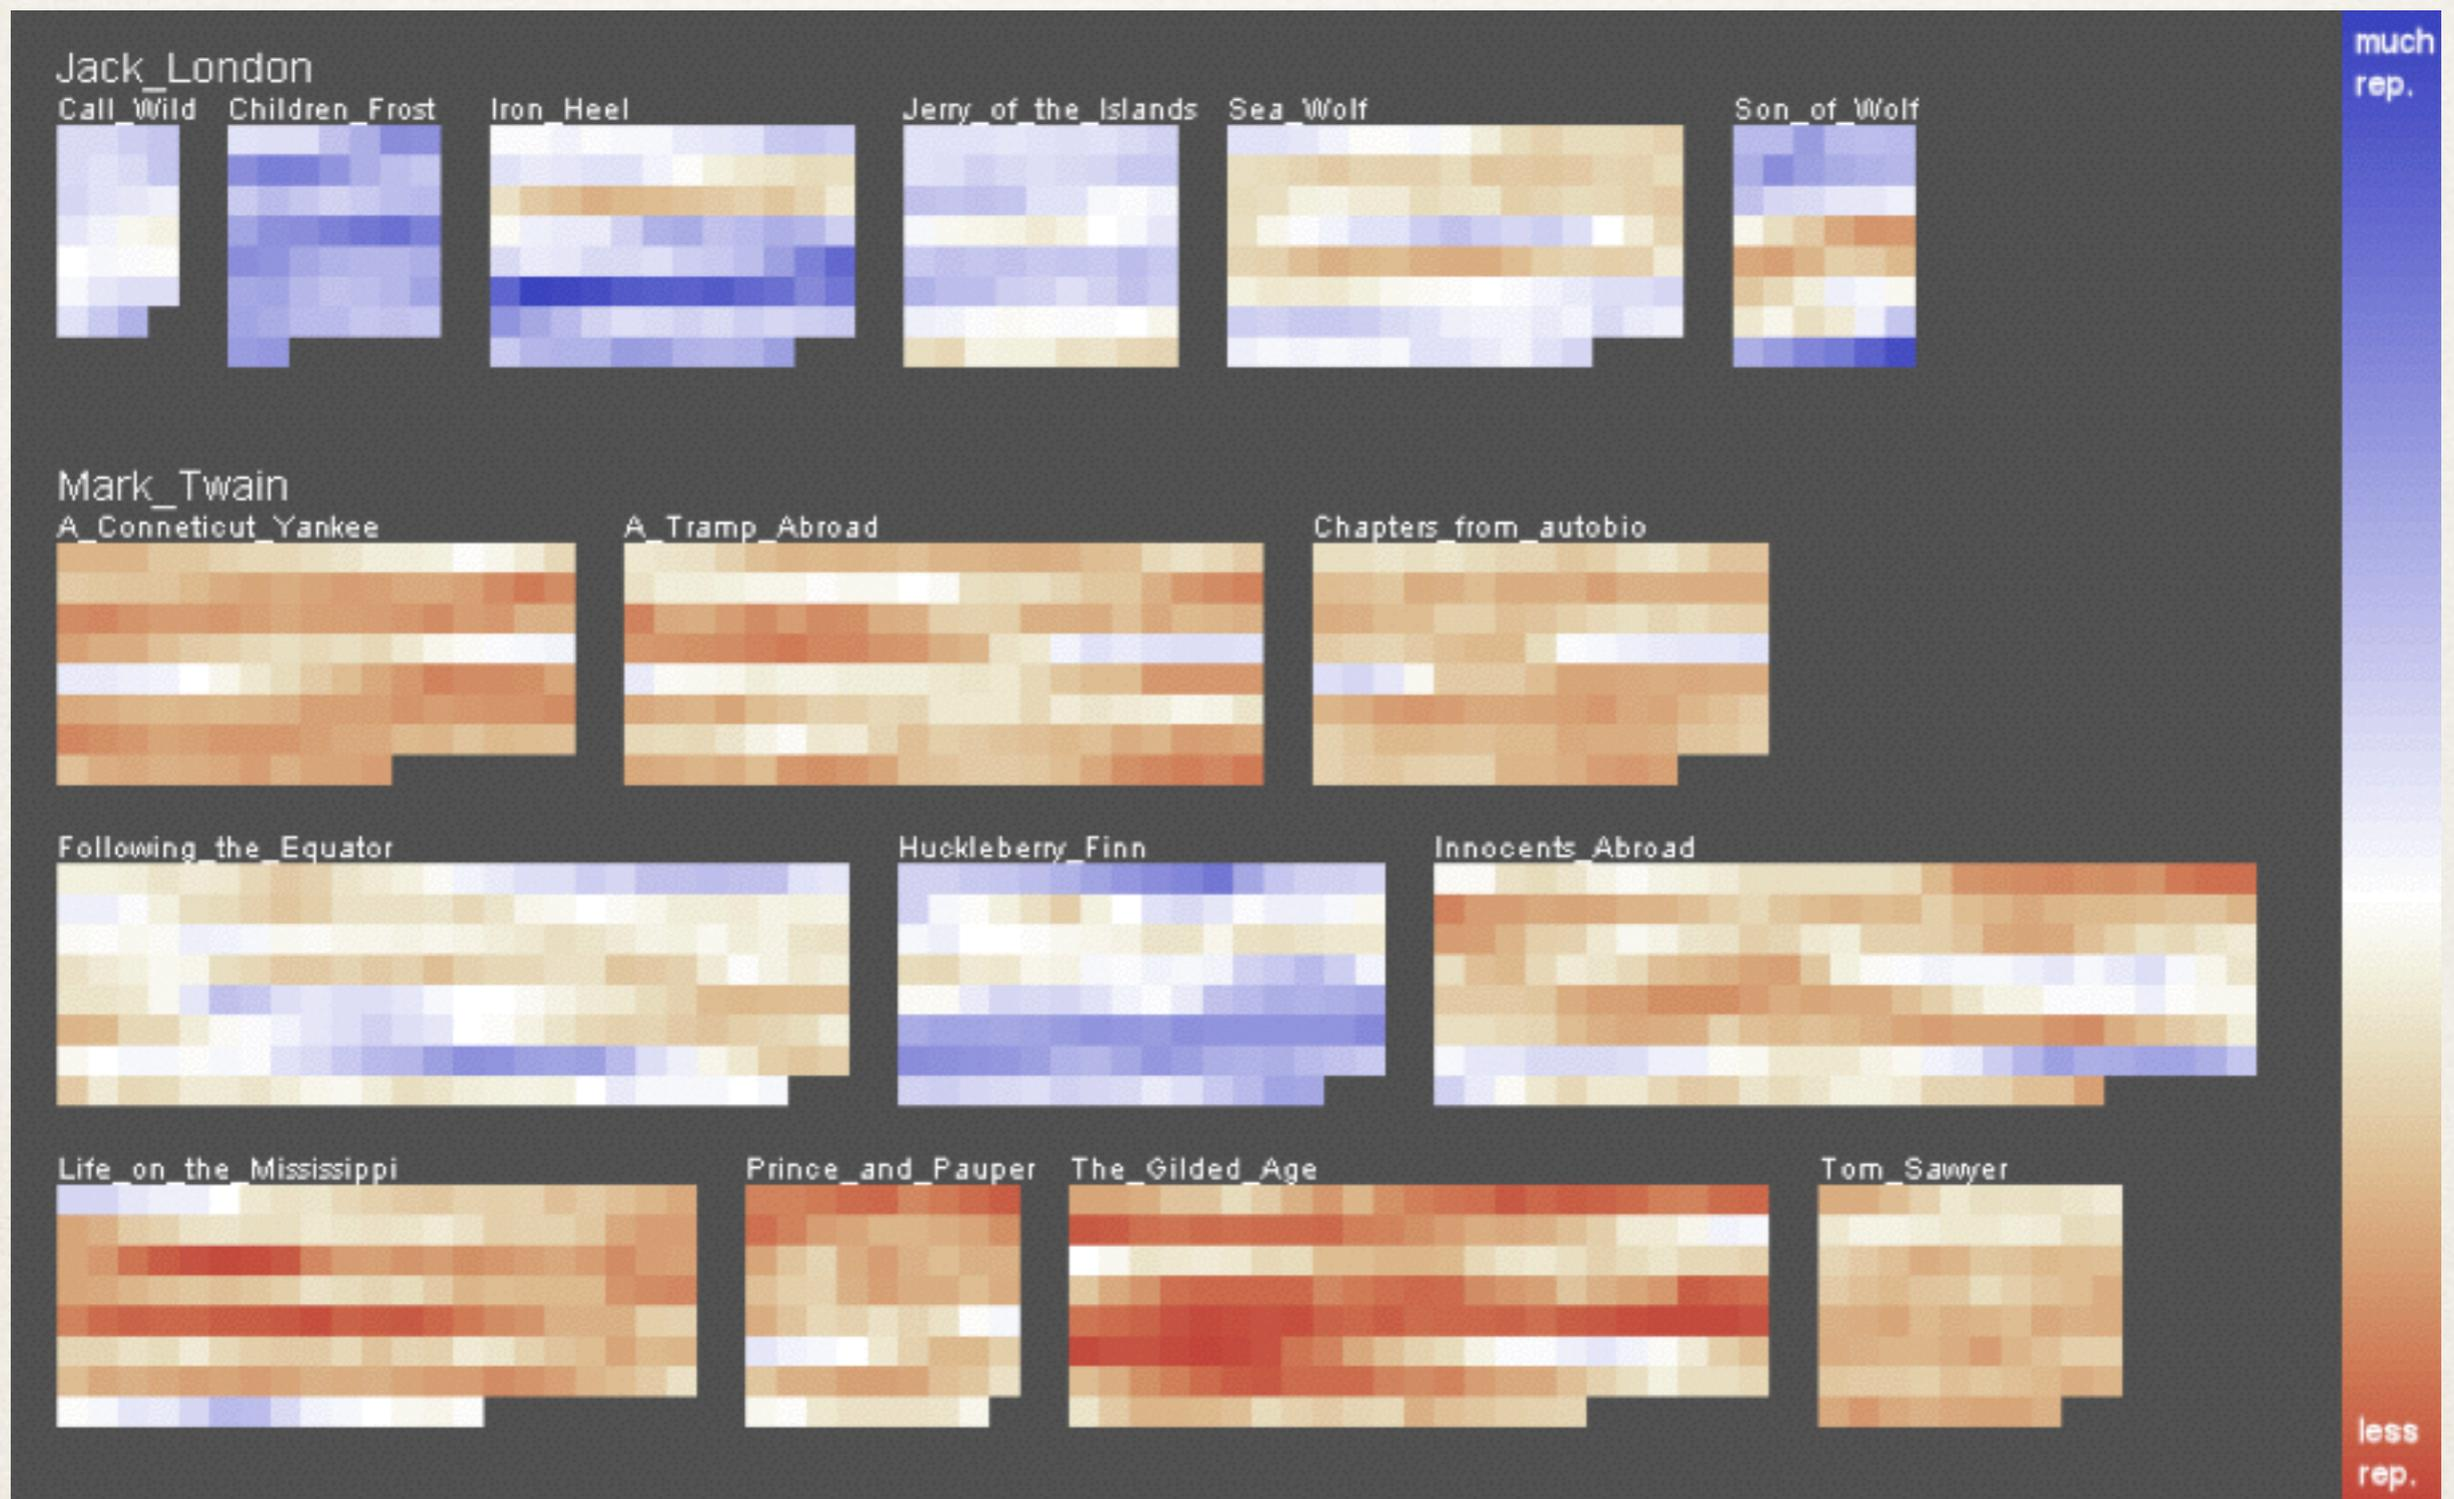 Jack_London
Call_Wild
Children_Frost
Iron_Heel
Jerry_of_the_Islands
Sea_Wolf
Son_of_Wolf
Mark_Twain
A_Conneticut_Yankee
A_Tramp_Abroad
Chapters_from_autobio
Following_the_Equator
Huckleberry_Finn
Innocents_Abroad
Life_on_the_Mississippi
Prince_and_Pauper
The_Gilded_Age
Tom_Sawyer
much
rep.
less
rep.